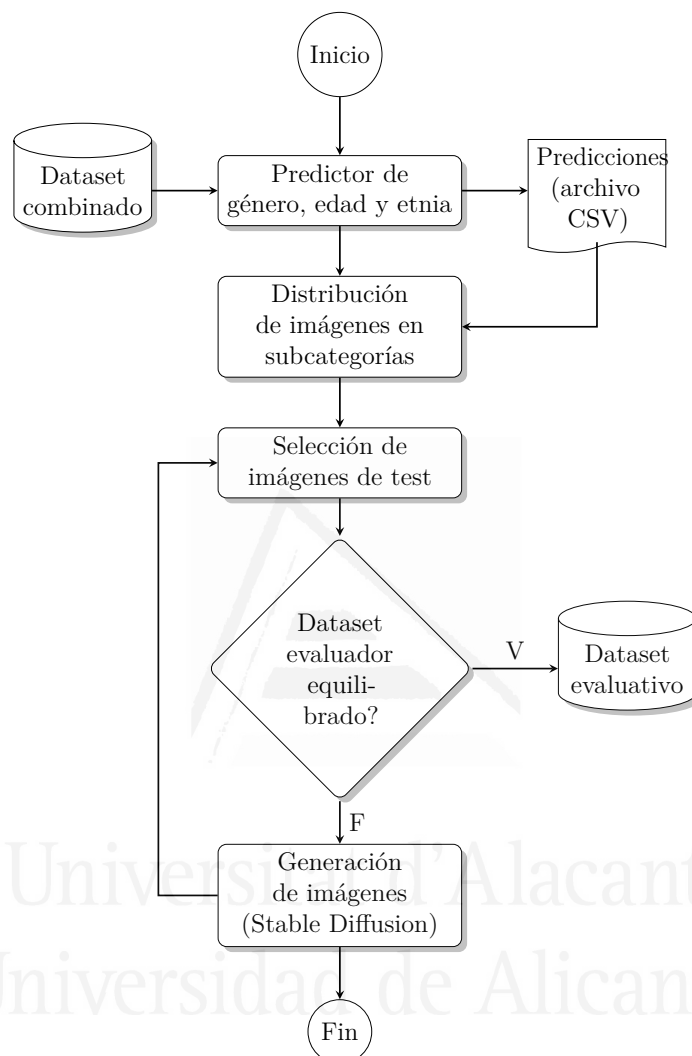 Inicio
Dataset
combinado
Predictor de
género, edad y etnia
Predicciones
(archivo
CSV)
Distribución
de imágenes en
subcategorías
Selección de
imágenes de test
Dataset
evaluador
equili-
brado?
V
Dataset
evaluativo
F
Generación
de imágenes
(Stable Diffusion)
Fin
Universitat d'Alacant
Universidad de Alican